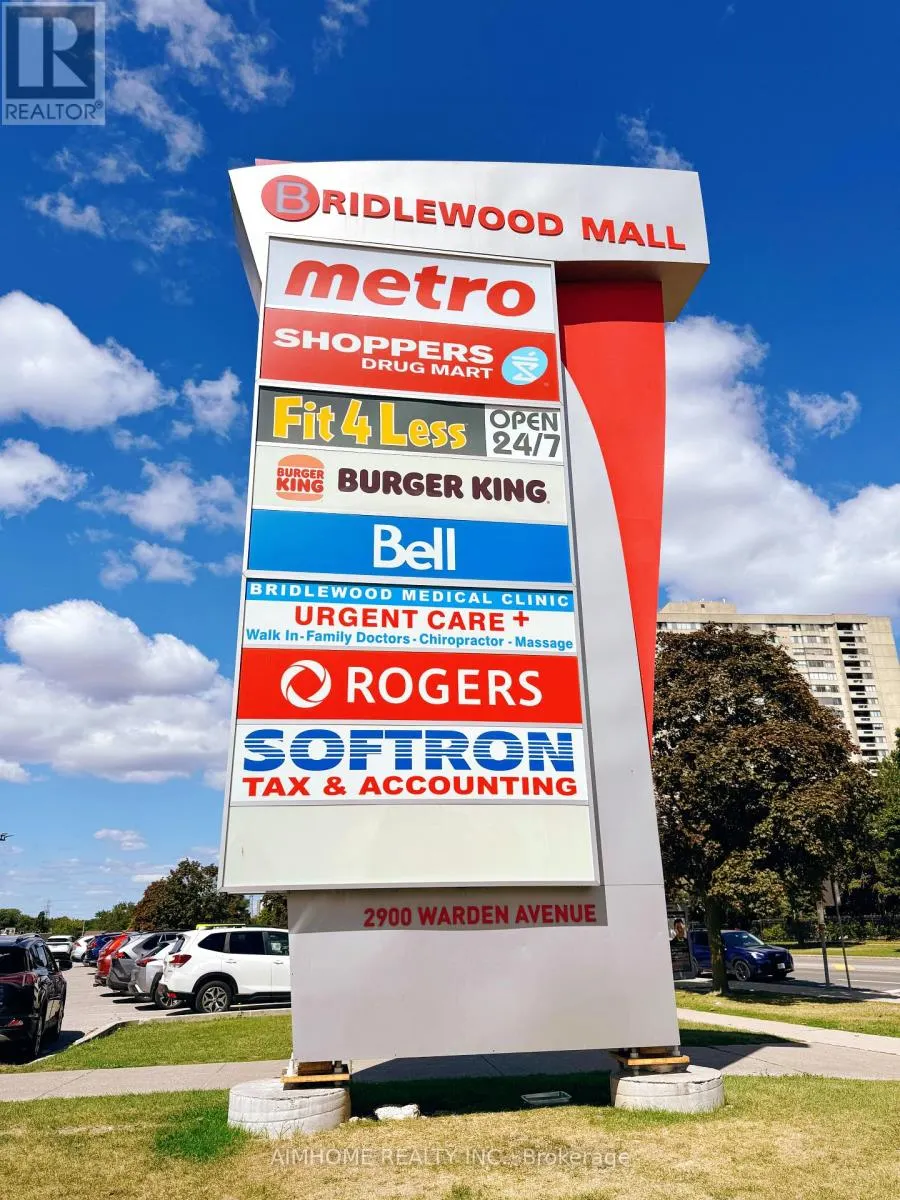 R
REALTOR®
BRIDLEWOOD MALL
metro
SHOPPERS
DRUG MART
Fit 4 Less
OPEN
24/7
BURGER
KING
BURGER KING
Bell
BRIDLEWOOD MEDICAL CLINIC
URGENT CARE +
Walk In-Family Doctors - Chiropractor - Massage
ROGERS
SOFTRON
TAX & ACCOUNTING
2900 WARDEN AVENUE
AIMHOME REALTY INC., Brokerage